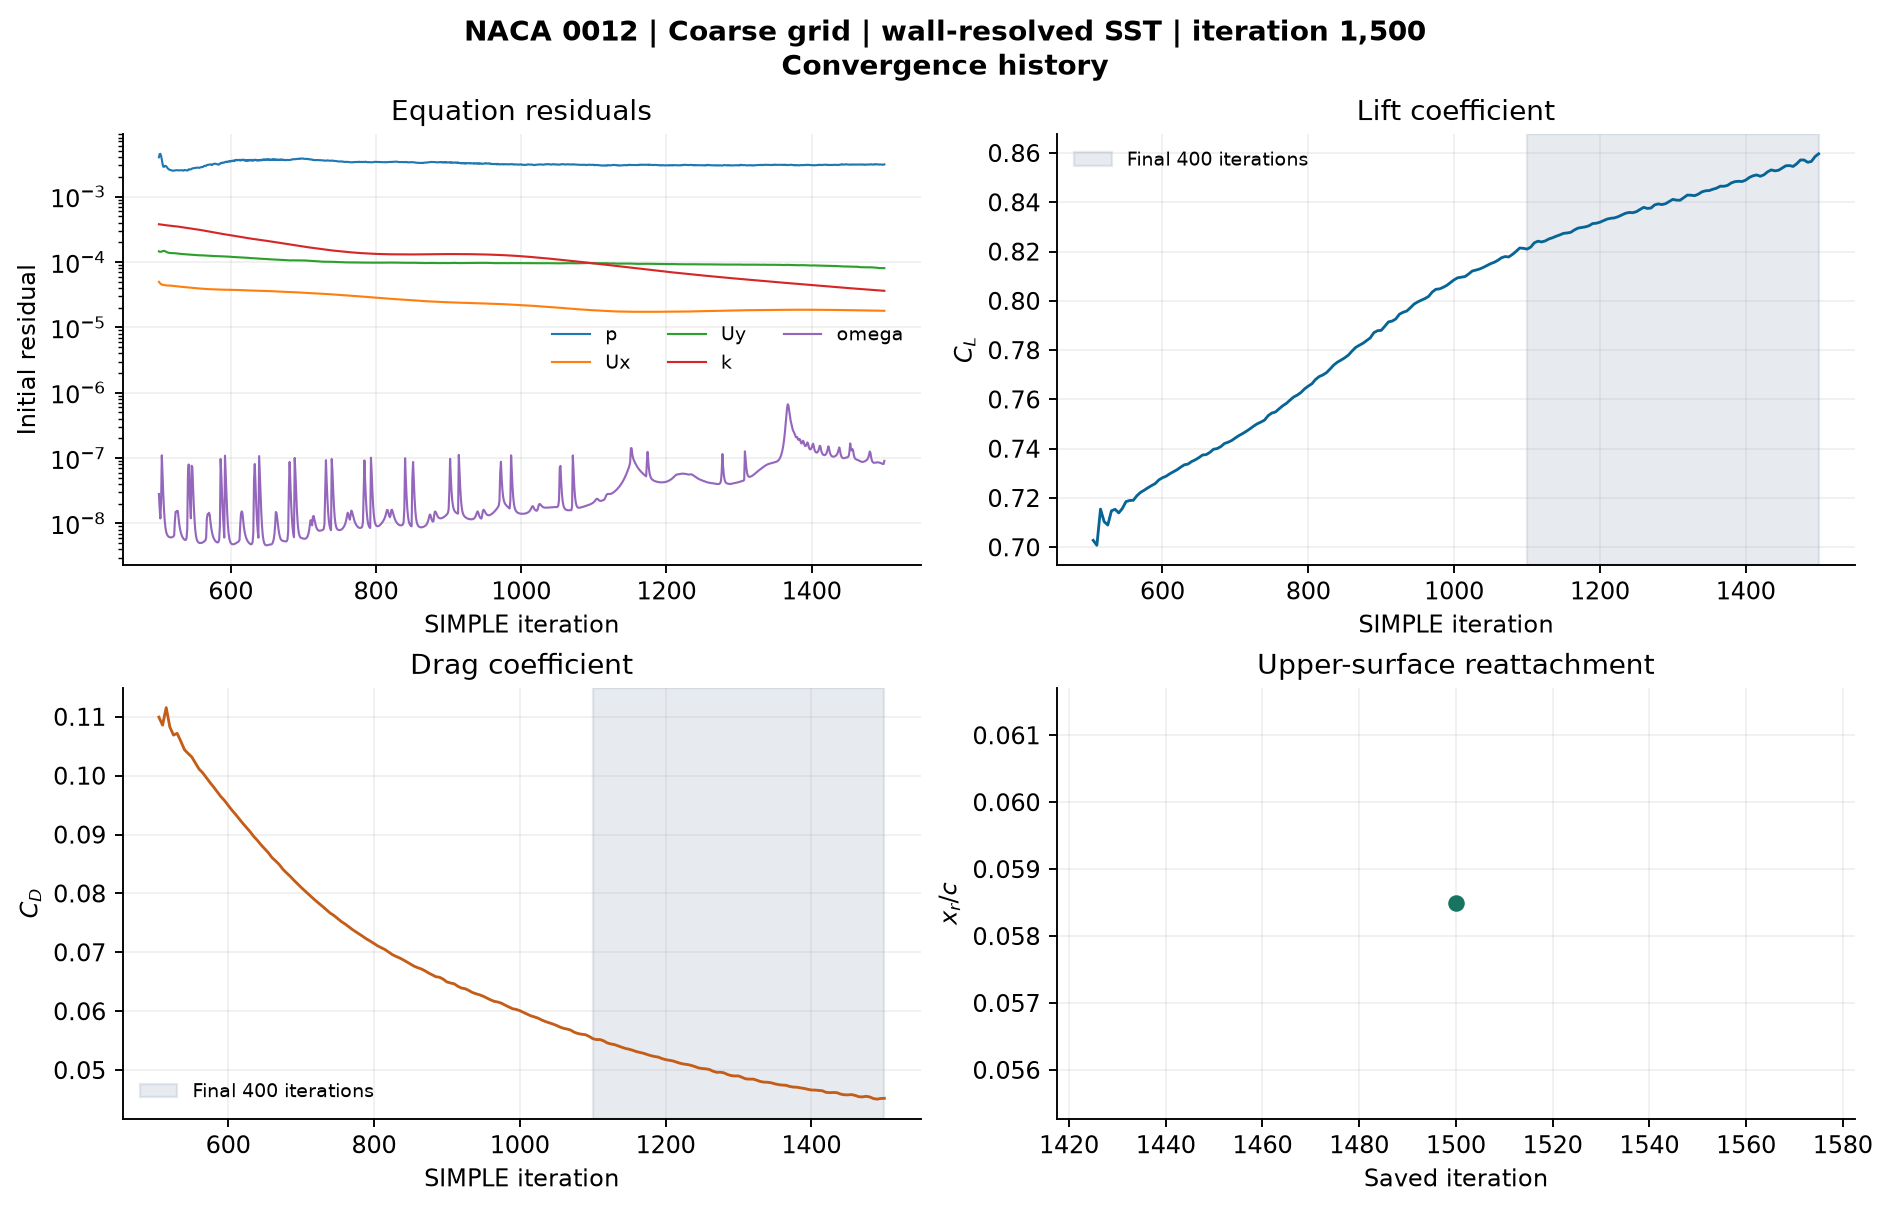 NACA 0012 | Coarse grid | wall-resolved SST | iteration 1,500
Convergence history
Equation residuals
Initial residual
10⁻³
10⁻⁴
10⁻⁵
10⁻⁶
10⁻⁷
10⁻⁸
p
Uy
omega
Ux
k
600
800
1000
1200
1400
SIMPLE iteration
Lift coefficient
C_L
0.86
0.84
0.82
0.80
0.78
0.76
0.74
0.72
0.70
Final 400 iterations
600
800
1000
1200
1400
SIMPLE iteration
Drag coefficient
C_D
0.11
0.10
0.09
0.08
0.07
0.06
0.05
Final 400 iterations
600
800
1000
1200
1400
SIMPLE iteration
Upper-surface reattachment
x_r/c
0.061
0.060
0.059
0.058
0.057
0.056
1420
1440
1460
1480
1500
1520
1540
1560
1580
Saved iteration